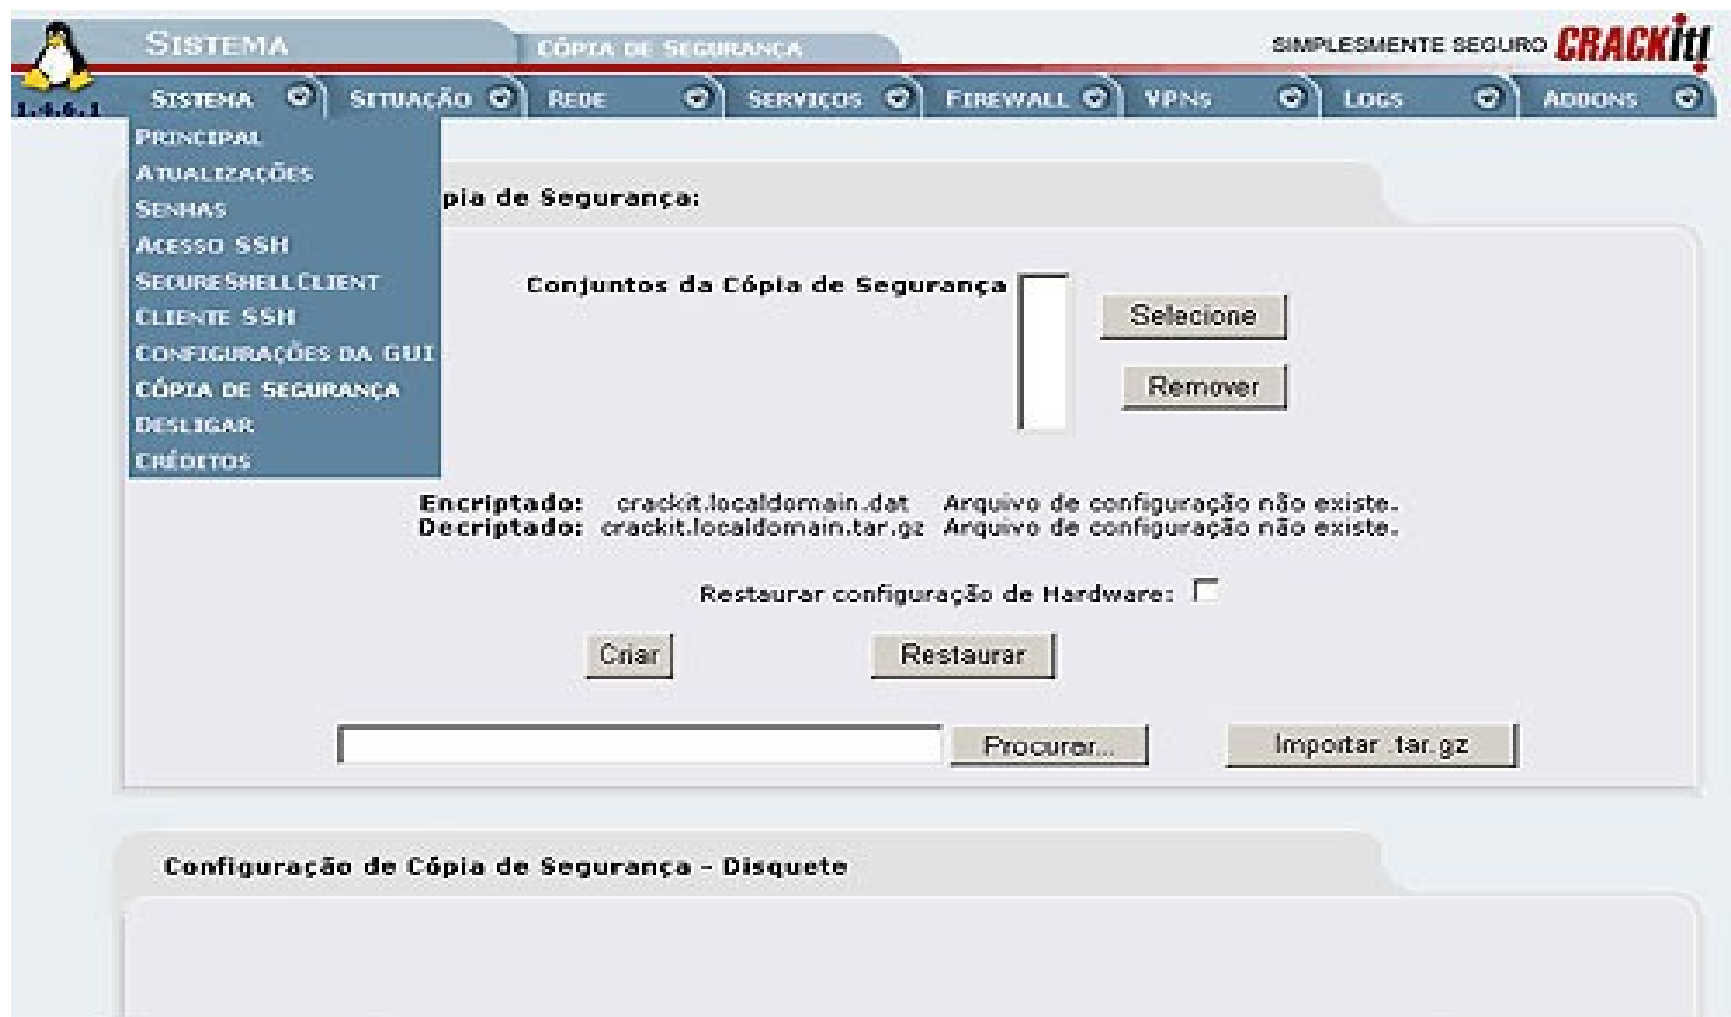 SISTEMA
CÓPIA DE SEGURANÇA
SIMPLESMENTE SEGURO CRACKit!
1.4.6.1
SISTEMA SITUAÇÃO REDE SERVIÇOS FIREWALL VPNS LOGS ADDONS
PRINCIPAL
ATUALIZAÇÕES
SENHAS
ACESSO SSH
SECURESHELLCLIENT
CLIENTE SSH
CONFIGURAÇÕES DA GUI
CÓPIA DE SEGURANÇA
DESLIGAR
CRÉDITOS
pia de Segurança:
Conjuntos da Cópia de Segurança
Selecione
Remover
Encriptado: crackit.localdomain.dat Arquivo de configuração não existe.
Decriptado: crackit.localdomain.tar.gz Arquivo de configuração não existe.
Restaurar configuração de Hardware:
Criar Restaurar
Procurar... Importar .tar.gz
Configuração de Cópia de Segurança - Disquete